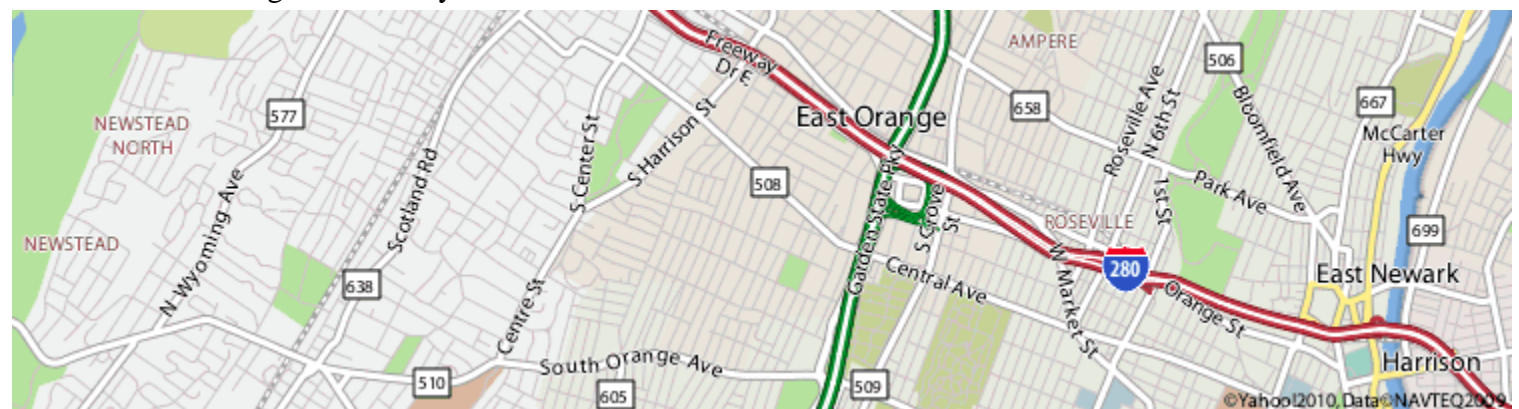 Freeway
Dr E
AMPERE
506
577
658
667
Roseville Ave
N 6th St
Bloomfield Ave
McCarter
Hwy
NEWSTEAD
NORTH
East Orange
S Harrison St
S Center St
Scotland Rd
508
Garden State Pky
S Grove
St
Park Ave
1st St
N Wyoming Ave
NEWSTEAD
ROSEVILLE
699
W Market St
280
East Newark
Central Ave
638
Centre St
Orange St
South Orange Ave
510
605
509
Harrison
©Yahoo!2010, Data©NAVTEQ2009